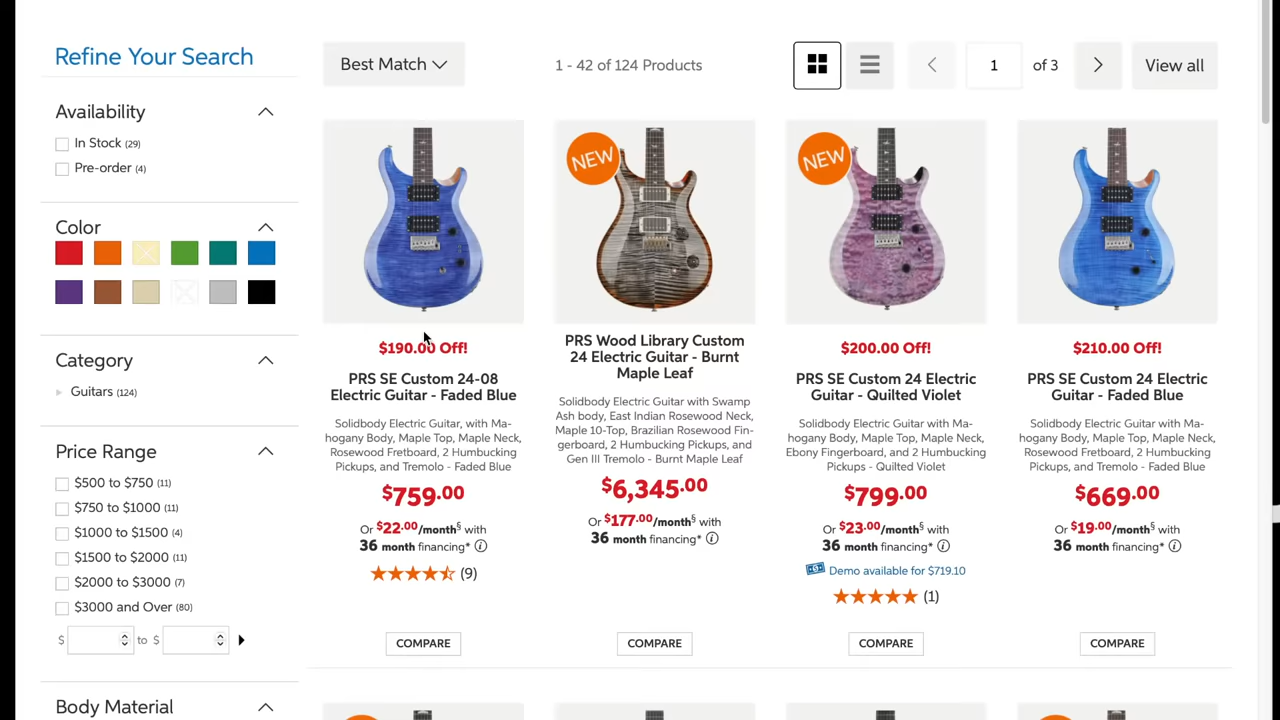 Refine Your Search
Best Match
1 - 42 of 124 Products
1
of 3
View all
Availability
In Stock (29)
Pre-order (4)
Color
Category
Guitars (124)
Price Range
$500 to $750 (11)
$750 to $1000 (11)
$1000 to $1500 (4)
$1500 to $2000 (11)
$2000 to $3000 (7)
$3000 and Over (80)
$ to $
Body Material
$190.00 Off!
PRS SE Custom 24-08
Electric Guitar - Faded Blue
Solidbody Electric Guitar, with Ma-
hogany Body, Maple Top, Maple Neck,
Rosewood Fretboard, 2 Humbucking
Pickups, and Tremolo - Faded Blue
$759.00
Or $22.00/month§ with
36 month financing*
(9)
COMPARE
NEW
PRS Wood Library Custom
24 Electric Guitar - Burnt
Maple Leaf
Solidbody Electric Guitar with Swamp
Ash body, East Indian Rosewood Neck,
Maple 10-Top, Brazilian Rosewood Fin-
gerboard, 2 Humbucking Pickups, and
Gen III Tremolo - Burnt Maple Leaf
$6,345.00
Or $177.00/month§ with
36 month financing*
COMPARE
NEW
$200.00 Off!
PRS SE Custom 24 Electric
Guitar - Quilted Violet
Solidbody Electric Guitar with Ma-
hogany Body, Maple Top, Maple Neck,
Ebony Fingerboard, and 2 Humbucking
Pickups - Quilted Violet
$799.00
Or $23.00/month§ with
36 month financing*
Demo available for $719.10
(1)
COMPARE
$210.00 Off!
PRS SE Custom 24 Electric
Guitar - Faded Blue
Solidbody Electric Guitar with Ma-
hogany Body, Maple Top, Maple Neck,
Rosewood Fretboard, 2 Humbucking
Pickups, and Tremolo - Faded Blue
$669.00
Or $19.00/month§ with
36 month financing*
COMPARE